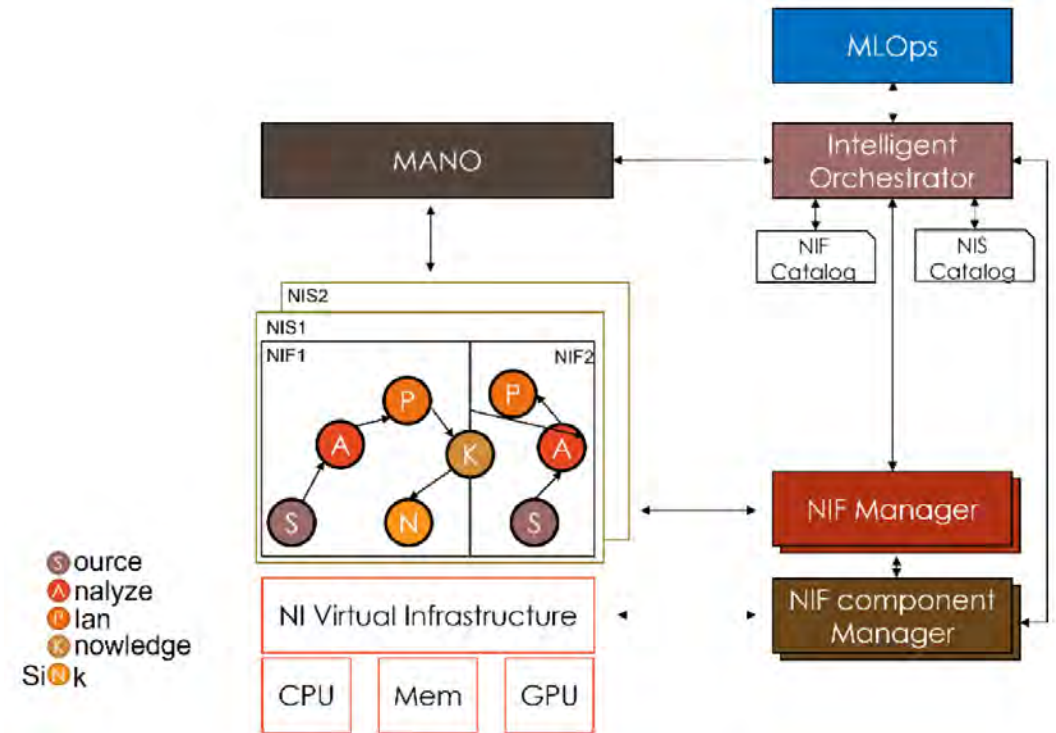 MLOps
MANO
Intelligent
Orchestrator
NIF
Catalog
NIS
Catalog
NIS2
NIS1
NIF1
NIF2
P
P
A
K
A
S
N
S
NIF Manager
NIF component
Manager
Source
Analyze
Plan
Knowledge
SiNk
NI Virtual Infrastructure
CPU
Mem
GPU